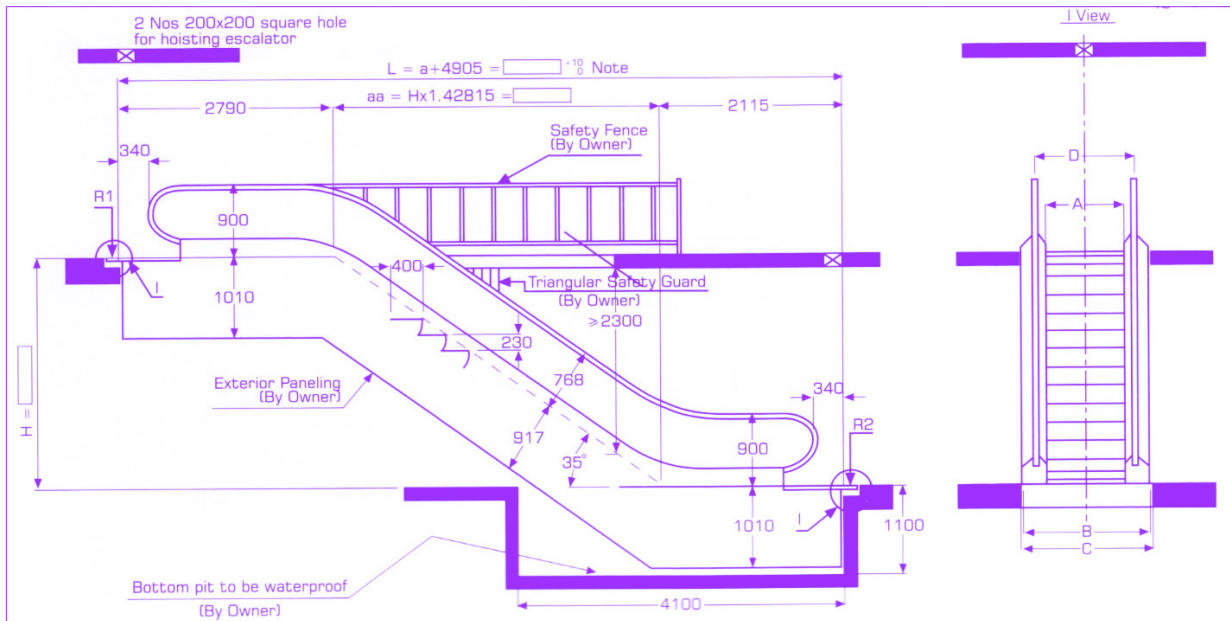 2 Nos 200x200 square hole
for hoisting escalator
I View
L = a+4905 = +10 0 Note
aa = Hx1.42815 =
2790
2115
Safety Fence
(By Owner)
340
D
R1
A
900
400
Triangular Safety Guard
(By Owner)
I
1010
⩾2300
230
Exterior Paneling
(By Owner)
768
340
H =
917
R2
900
35°
1010
I
1100
B
C
Bottom pit to be waterproof
(By Owner)
4100